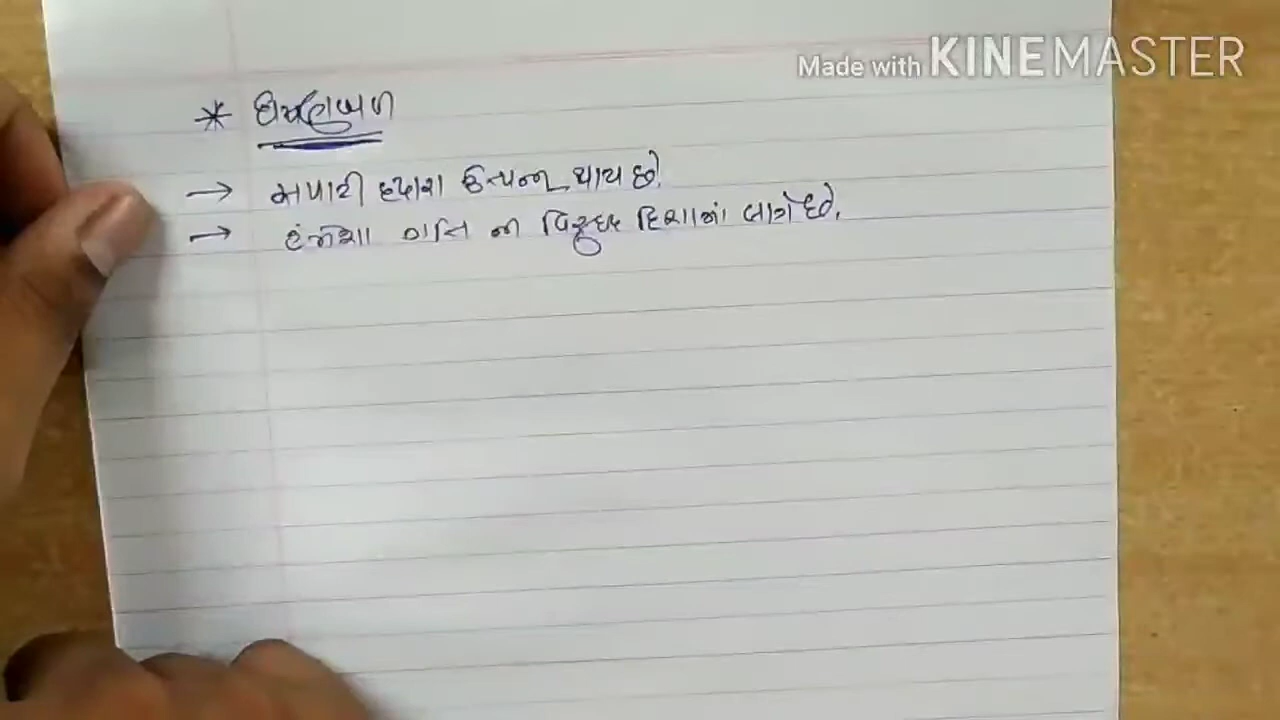 Made with KINEMASTER
* ઘર્ષણબળ
→ સપાટી દ્વારા ઉત્પન્ન થાય છે.
→ હંમેશા ગતિ ની વિરુધ્ધ દિશામાં લાગે છે.